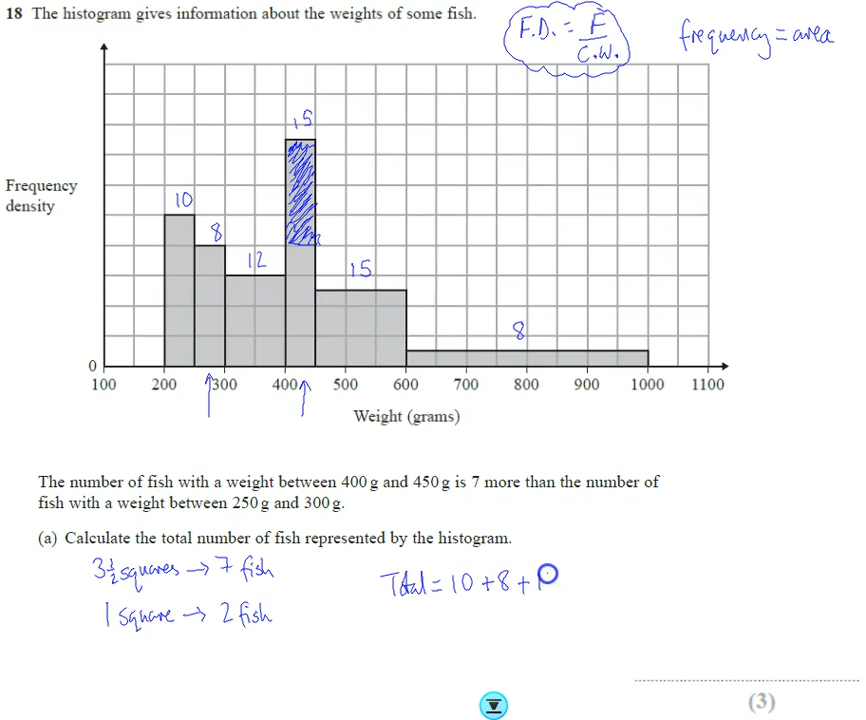 18 The histogram gives information about the weights of some fish.
F.D. = F
C.W.
frequency = area
15
Frequency
density
10
8
12
15
8
0
100 200 300 400 500 600 700 800 900 1000 1100
Weight (grams)
The number of fish with a weight between 400 g and 450 g is 7 more than the number of
fish with a weight between 250 g and 300 g.
(a) Calculate the total number of fish represented by the histogram.
3½ squares → 7 fish
Total = 10 + 8 + 
1 square → 2 fish
(3)